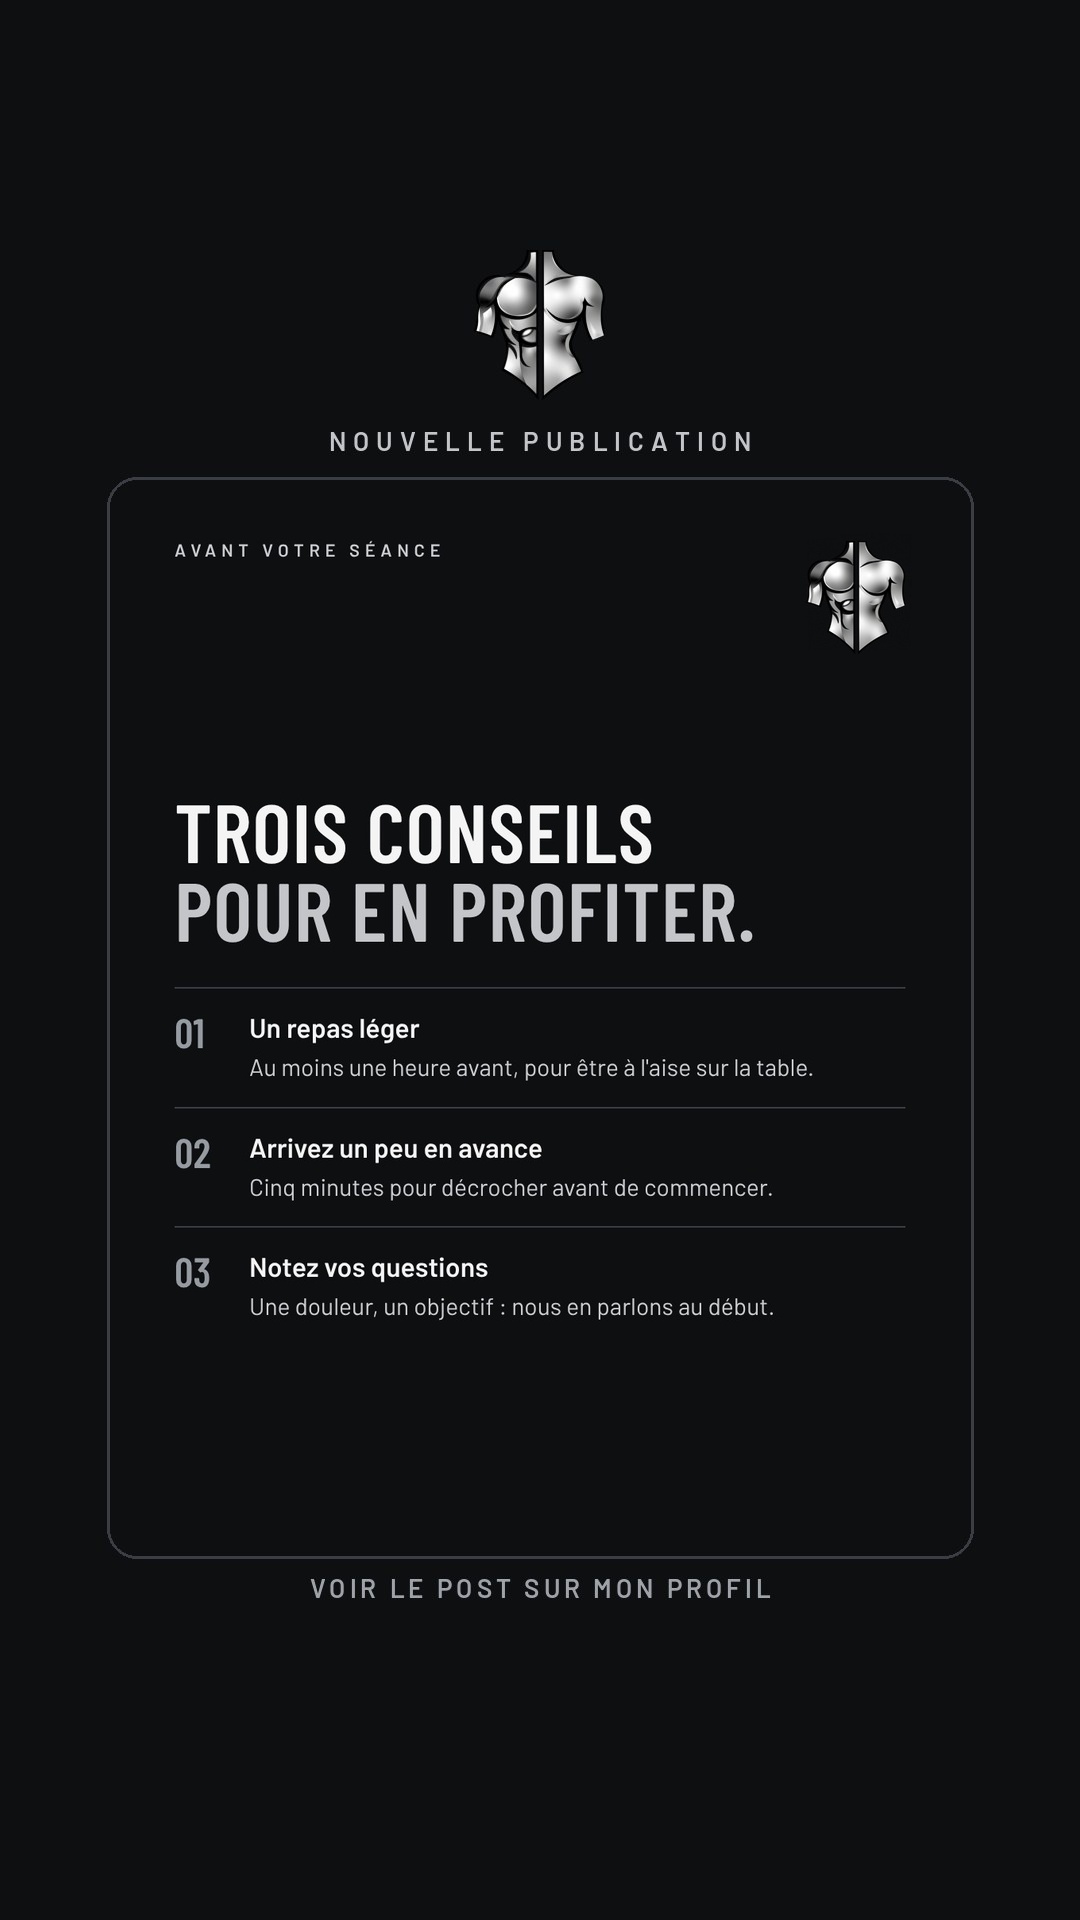 NOUVELLE PUBLICATION
AVANT VOTRE SÉANCE
TROIS CONSEILS
POUR EN PROFITER.
01
Un repas léger
Au moins une heure avant, pour être à l'aise sur la table.
02
Arrivez un peu en avance
Cinq minutes pour décrocher avant de commencer.
03
Notez vos questions
Une douleur, un objectif : nous en parlons au début.
VOIR LE POST SUR MON PROFIL